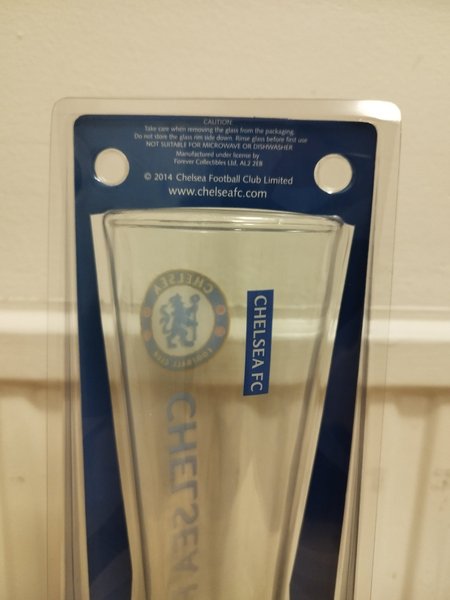 CAUTION:
Take care when removing the glass from the packaging.
Do not store the glass rim side down. Rinse glass before first use
NOT SUITABLE FOR MICROWAVE OR DISHWASHER
Manufactured under license by
Forever Collectibles Ltd, AL2 2EB
© 2014 Chelsea Football Club Limited
www.chelseafc.com
CHELSEA
FOOTBALL CLUB
CHELSEA FC
CHELSEA